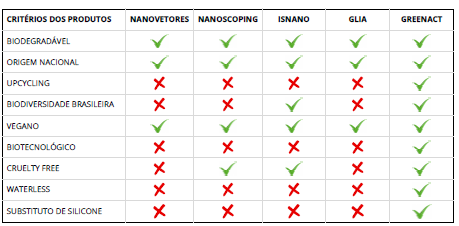 CRITÉRIOS DOS PRODUTOS NANOVETORES NANOSCOPING ISNANO GLIA GREENACT
BIODEGRADÁVEL
ORIGEM NACIONAL
UPCYCLING
BIODIVERSIDADE BRASILEIRA
VEGANO
BIOTECNOLÓGICO
CRUELTY FREE
WATERLESS
SUBSTITUTO DE SILICONE